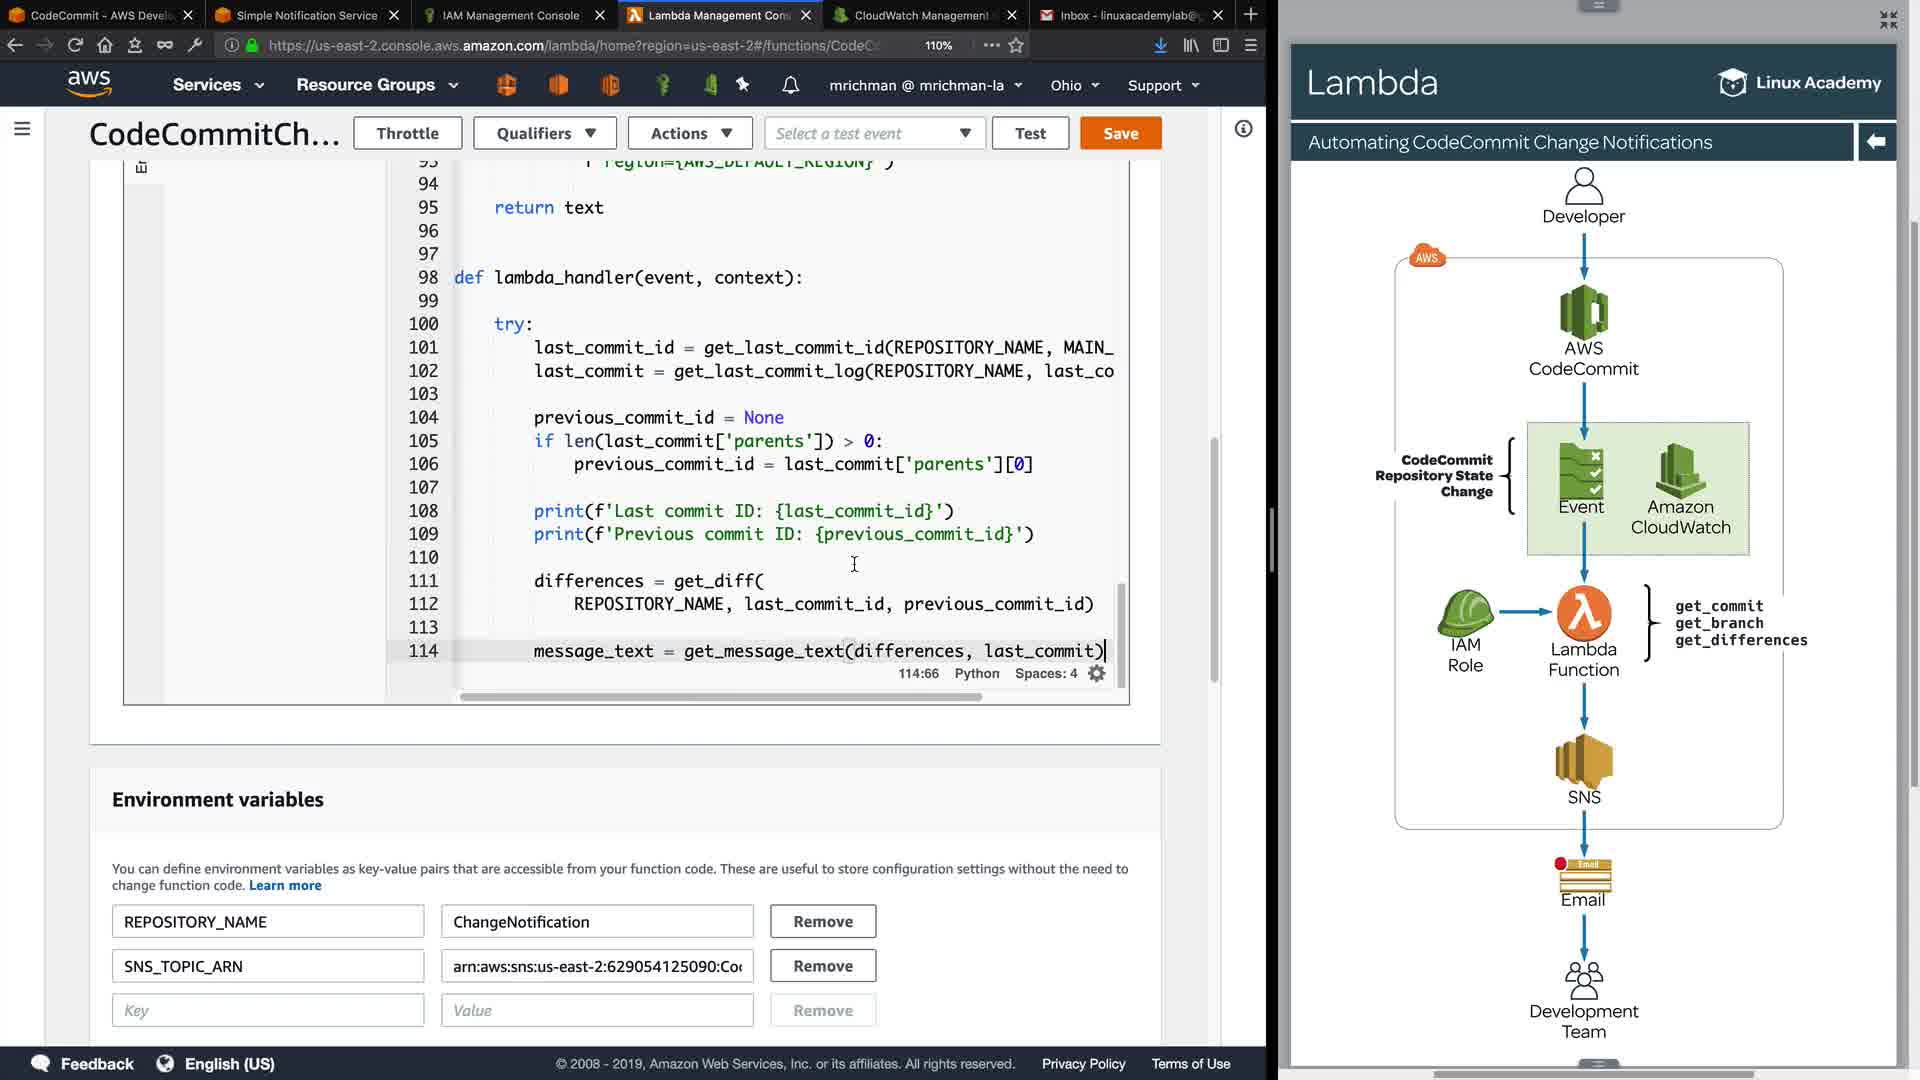 CodeCommit - AWS Devel
Simple Notification Service
IAM Management Console
Lambda Management Con
CloudWatch Management
Inbox - linuxacademylab@g
https://us-east-2.console.aws.amazon.com/lambda/home?region=us-east-2#/functions/CodeCo
110%
aws
Services
Resource Groups
mrichman @ mrichman-la
Ohio
Support
CodeCommitCh...
Throttle
Qualifiers
Actions
Select a test event
Test
Save
93 f'region={AWS_DEFAULT_REGION}')
94
95 return text
96
97
98 def lambda_handler(event, context):
99
100 try:
101 last_commit_id = get_last_commit_id(REPOSITORY_NAME, MAIN_
102 last_commit = get_last_commit_log(REPOSITORY_NAME, last_co
103
104 previous_commit_id = None
105 if len(last_commit['parents']) > 0:
106 previous_commit_id = last_commit['parents'][0]
107
108 print(f'Last commit ID: {last_commit_id}')
109 print(f'Previous commit ID: {previous_commit_id}')
110
111 differences = get_diff(
112 REPOSITORY_NAME, last_commit_id, previous_commit_id)
113
114 message_text = get_message_text(differences, last_commit)
114:66 Python Spaces: 4
Environment variables
You can define environment variables as key-value pairs that are accessible from your function code. These are useful to store configuration settings without the need to
change function code. Learn more
REPOSITORY_NAME
ChangeNotification
Remove
SNS_TOPIC_ARN
arn:aws:sns:us-east-2:629054125090:Co
Remove
Key
Value
Remove
Feedback
English (US)
© 2008 - 2019, Amazon Web Services, Inc. or its affiliates. All rights reserved.
Privacy Policy
Terms of Use
Lambda
Linux Academy
Automating CodeCommit Change Notifications
Developer
AWS
AWS
CodeCommit
CodeCommit
Repository State
Change
Event
Amazon
CloudWatch
IAM
Role
Lambda
Function
get_commit
get_branch
get_differences
SNS
Email
Email
Development
Team